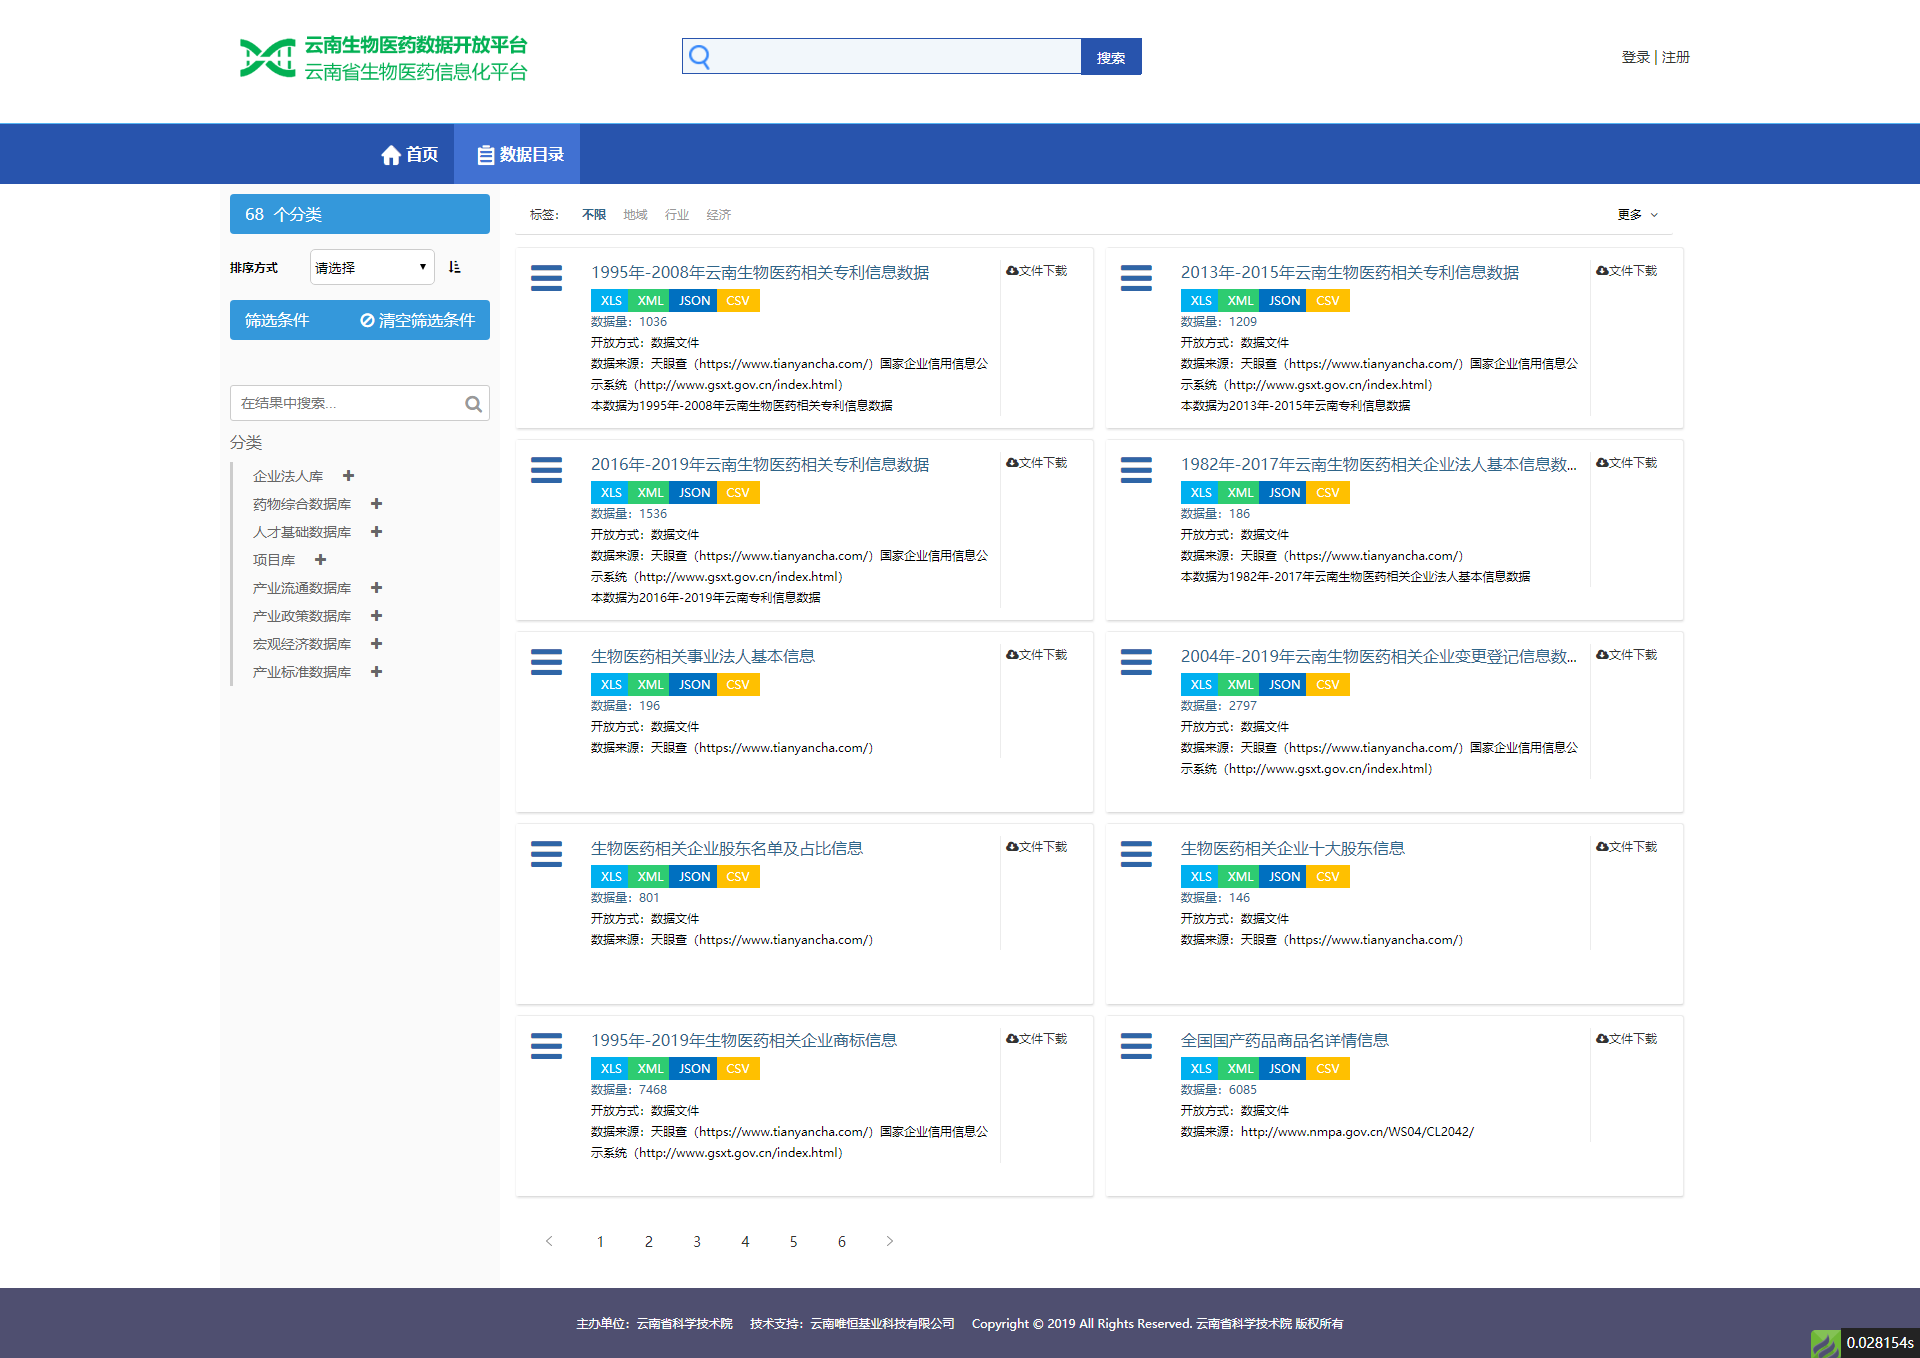 云南生物医药数据开放平台
云南省生物医药信息化平台
搜索
登录 | 注册
首页
数据目录
68 个分类
排序方式
请选择
筛选条件
清空筛选条件
在结果中搜索...
分类
企业法人库
药物综合数据库
人才基础数据库
项目库
产业流通数据库
产业政策数据库
宏观经济数据库
产业标准数据库
标签： 不限 地域 行业 经济
更多
1995年-2008年云南生物医药相关专利信息数据
文件下载
XLS XML JSON CSV
数据量：1036
开放方式：数据文件
数据来源：天眼查（https://www.tianyancha.com/）国家企业信用信息公
示系统（http://www.gsxt.gov.cn/index.html）
本数据为1995年-2008年云南生物医药相关专利信息数据
2013年-2015年云南生物医药相关专利信息数据
文件下载
XLS XML JSON CSV
数据量：1209
开放方式：数据文件
数据来源：天眼查（https://www.tianyancha.com/）国家企业信用信息公
示系统（http://www.gsxt.gov.cn/index.html）
本数据为2013年-2015年云南专利信息数据
2016年-2019年云南生物医药相关专利信息数据
文件下载
XLS XML JSON CSV
数据量：1536
开放方式：数据文件
数据来源：天眼查（https://www.tianyancha.com/）国家企业信用信息公
示系统（http://www.gsxt.gov.cn/index.html）
本数据为2016年-2019年云南专利信息数据
1982年-2017年云南生物医药相关企业法人基本信息数...
文件下载
XLS XML JSON CSV
数据量：186
开放方式：数据文件
数据来源：天眼查（https://www.tianyancha.com/）
本数据为1982年-2017年云南生物医药相关企业法人基本信息数据
生物医药相关事业法人基本信息
文件下载
XLS XML JSON CSV
数据量：196
开放方式：数据文件
数据来源：天眼查（https://www.tianyancha.com/）
2004年-2019年云南生物医药相关企业变更登记信息数...
文件下载
XLS XML JSON CSV
数据量：2797
开放方式：数据文件
数据来源：天眼查（https://www.tianyancha.com/）国家企业信用信息公
示系统（http://www.gsxt.gov.cn/index.html）
生物医药相关企业股东名单及占比信息
文件下载
XLS XML JSON CSV
数据量：801
开放方式：数据文件
数据来源：天眼查（https://www.tianyancha.com/）
生物医药相关企业十大股东信息
文件下载
XLS XML JSON CSV
数据量：146
开放方式：数据文件
数据来源：天眼查（https://www.tianyancha.com/）
1995年-2019年生物医药相关企业商标信息
文件下载
XLS XML JSON CSV
数据量：7468
开放方式：数据文件
数据来源：天眼查（https://www.tianyancha.com/）国家企业信用信息公
示系统（http://www.gsxt.gov.cn/index.html）
全国国产药品商品名详情信息
文件下载
XLS XML JSON CSV
数据量：6085
开放方式：数据文件
数据来源：http://www.nmpa.gov.cn/WS04/CL2042/
1 2 3 4 5 6
主办单位：云南省科学技术院 技术支持：云南唯恒基业科技有限公司 Copyright © 2019 All Rights Reserved. 云南省科学技术院 版权所有
0.028154s